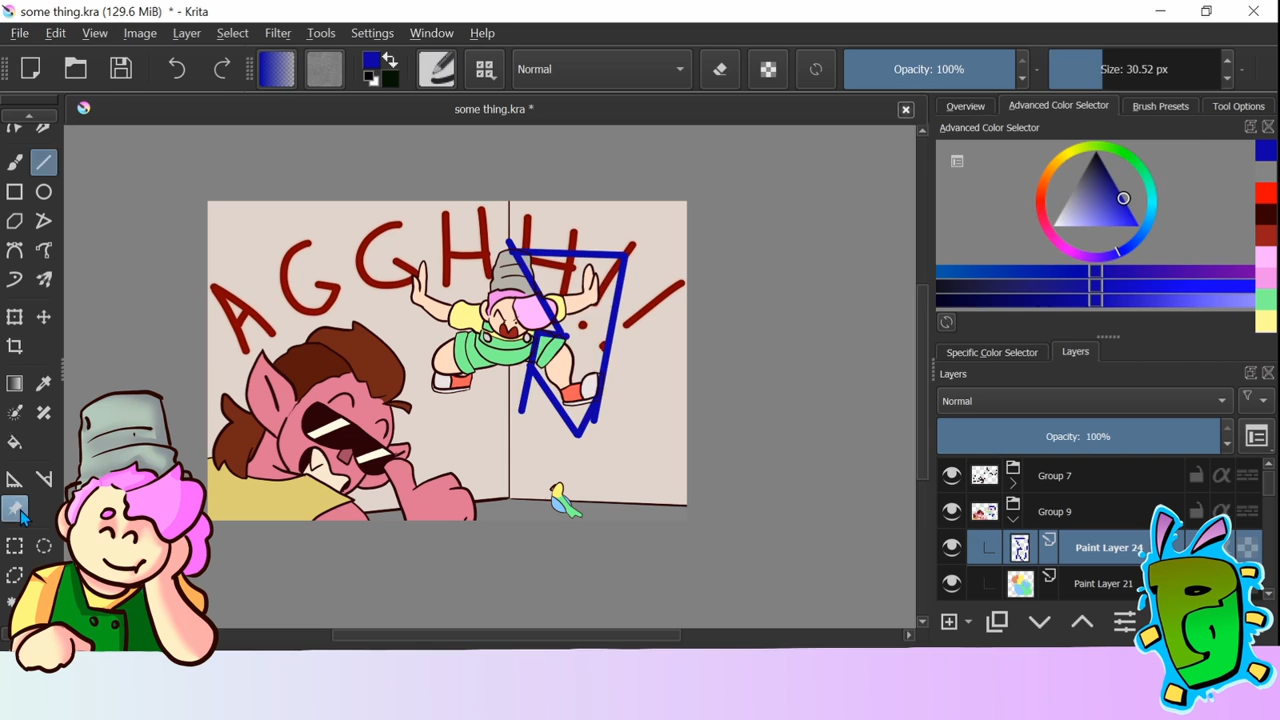 some thing.kra (129.6 MiB) * - Krita
File Edit View Image Layer Select Filter Tools Settings Window Help
Normal Opacity: 100% Size: 30.52 px
some thing.kra *
Overview Advanced Color Selector Brush Presets Tool Options
Advanced Color Selector
AGGHH!!
Specific Color Selector Layers
Layers
Normal
Opacity: 100%
Group 7
Group 9
Paint Layer 24
Paint Layer 21